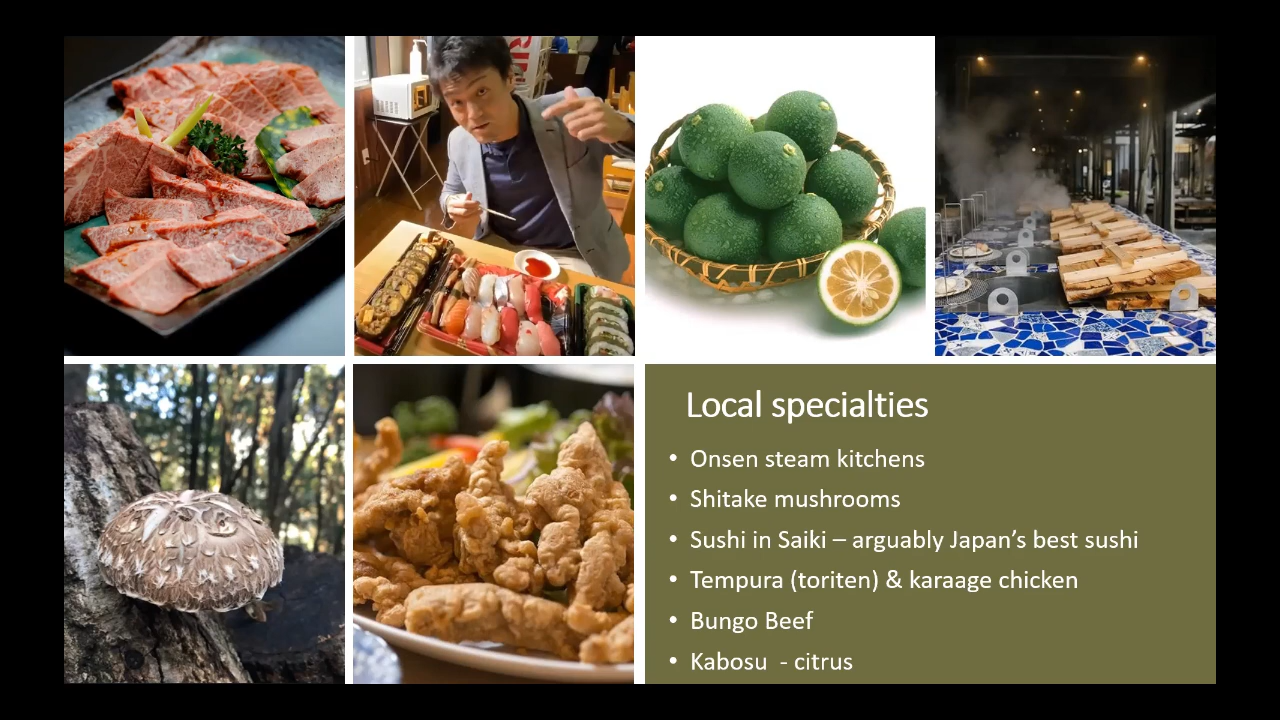 Local specialties
• Onsen steam kitchens
• Shitake mushrooms
• Sushi in Saiki – arguably Japan’s best sushi
• Tempura (toriten) & karaage chicken
• Bungo Beef
• Kabosu  - citrus